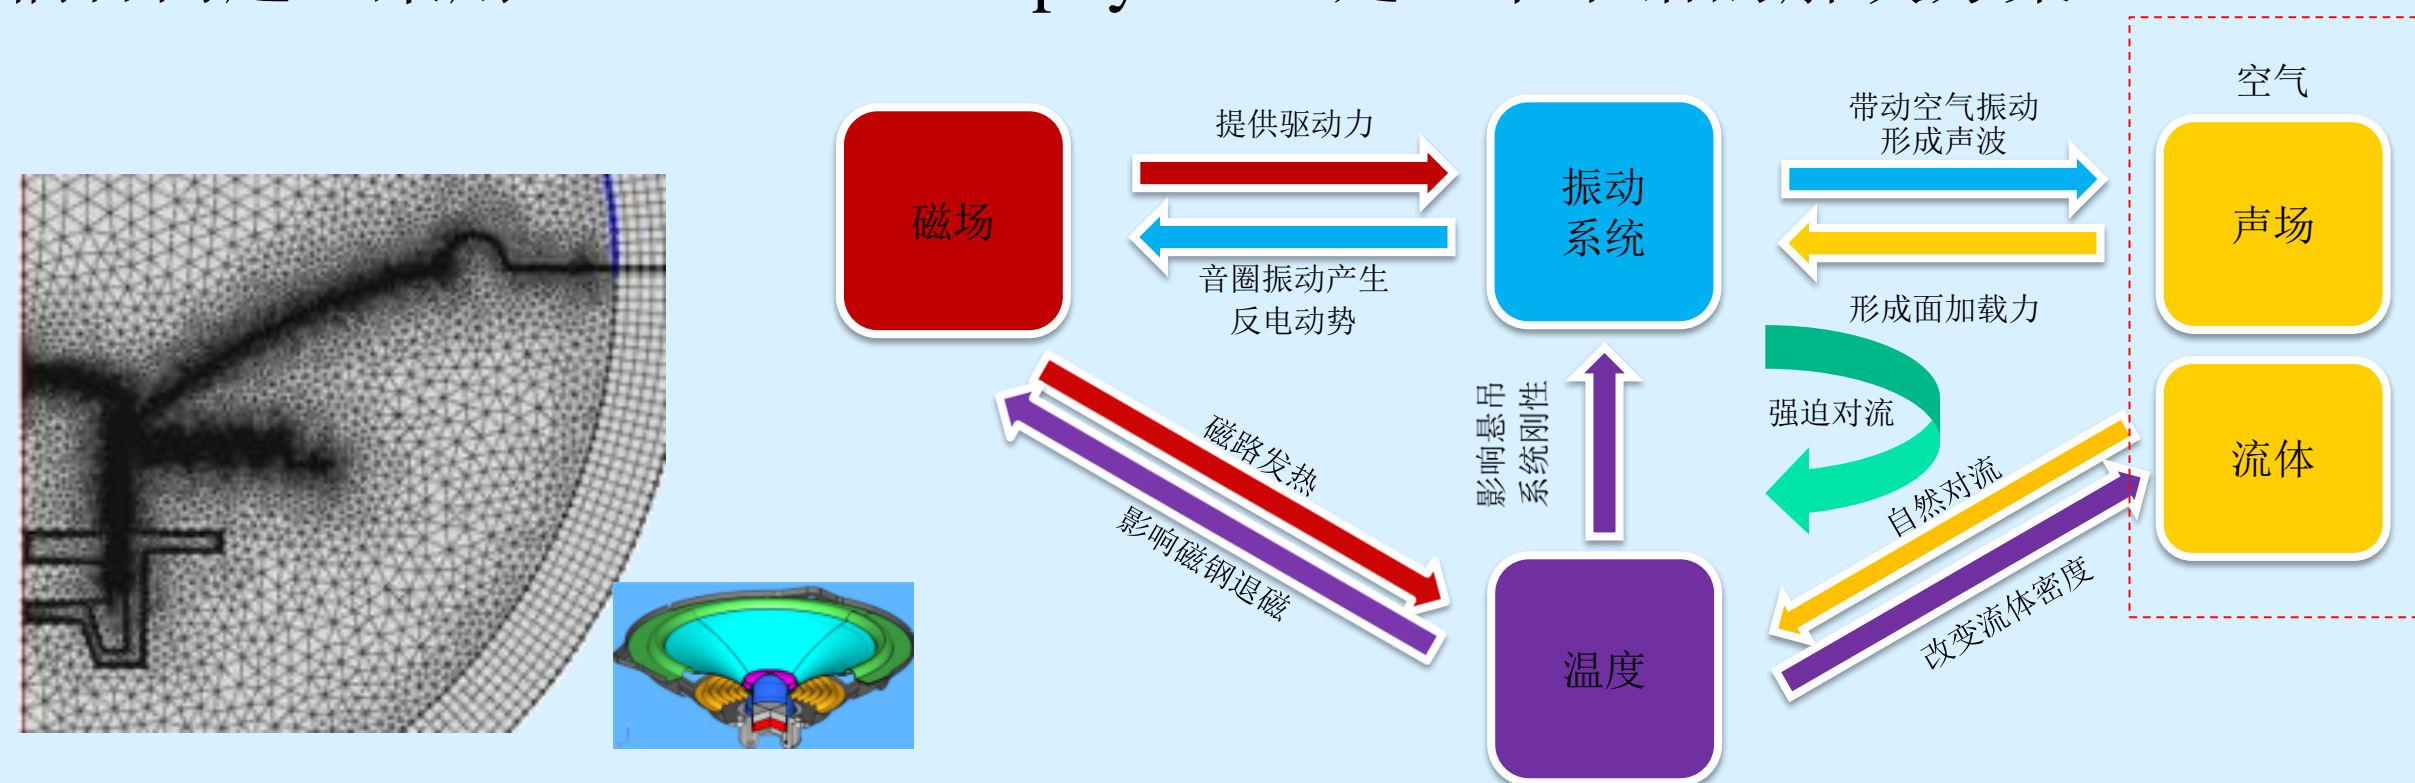 空气
提供驱动力
带动空气振动
形成声波
磁场
振动
系统
声场
音圈振动产生
反电动势
形成面加载力
影响悬吊
系统刚性
强迫对流
流体
磁路发热
自然对流
影响磁钢退磁
改变流体密度
温度